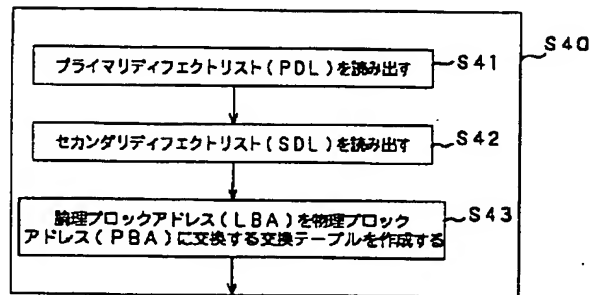 S40
プライマリディフェクトリスト(PDL)を読み出す
S41
セカンダリディフェクトリスト(SDL)を読み出す
S42
論理ブロックアドレス(LBA)を物理ブロック
アドレス(PBA)に交換する交換テーブルを作成する
S43